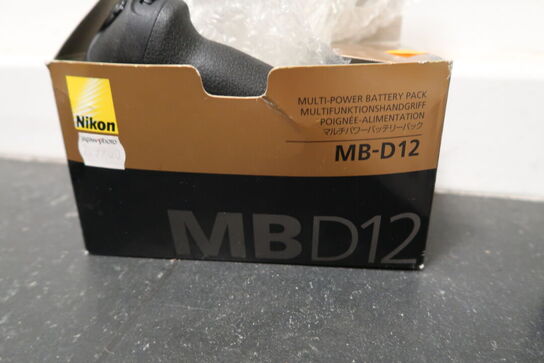 Nikon
MULTI-POWER BATTERY PACK
MULTIFUNKTIONSHANDGRIFF
POIGNÉE-ALIMENTATION
マルチパワーバッテリーパック
MB-D12
MBD12